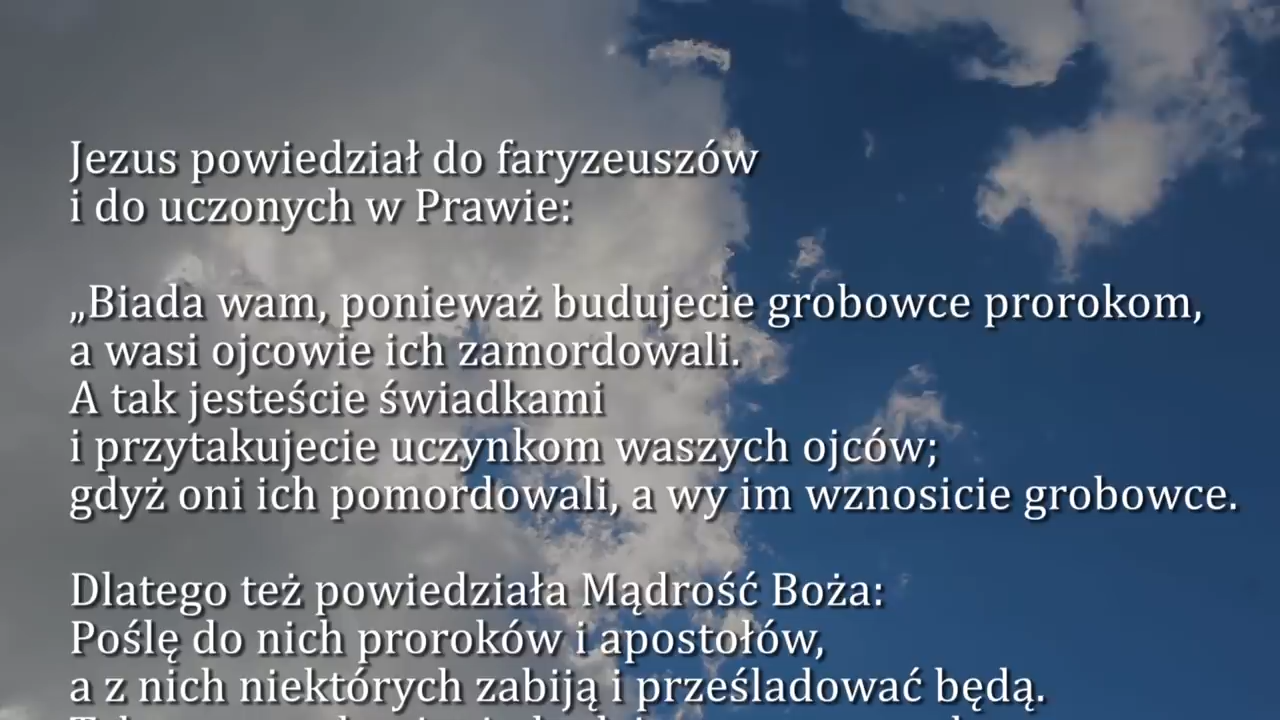 Jezus powiedział do faryzeuszów
i do uczonych w Prawie:
„Biada wam, ponieważ budujecie grobowce prorokom,
a wasi ojcowie ich zamordowali.
A tak jesteście świadkami
i przytakujecie uczynkom waszych ojców;
gdyż oni ich pomordowali, a wy im wznosicie grobowce.
Dlatego też powiedziała Mądrość Boża:
Poślę do nich proroków i apostołów,
a z nich niektórych zabiją i prześladować będą.